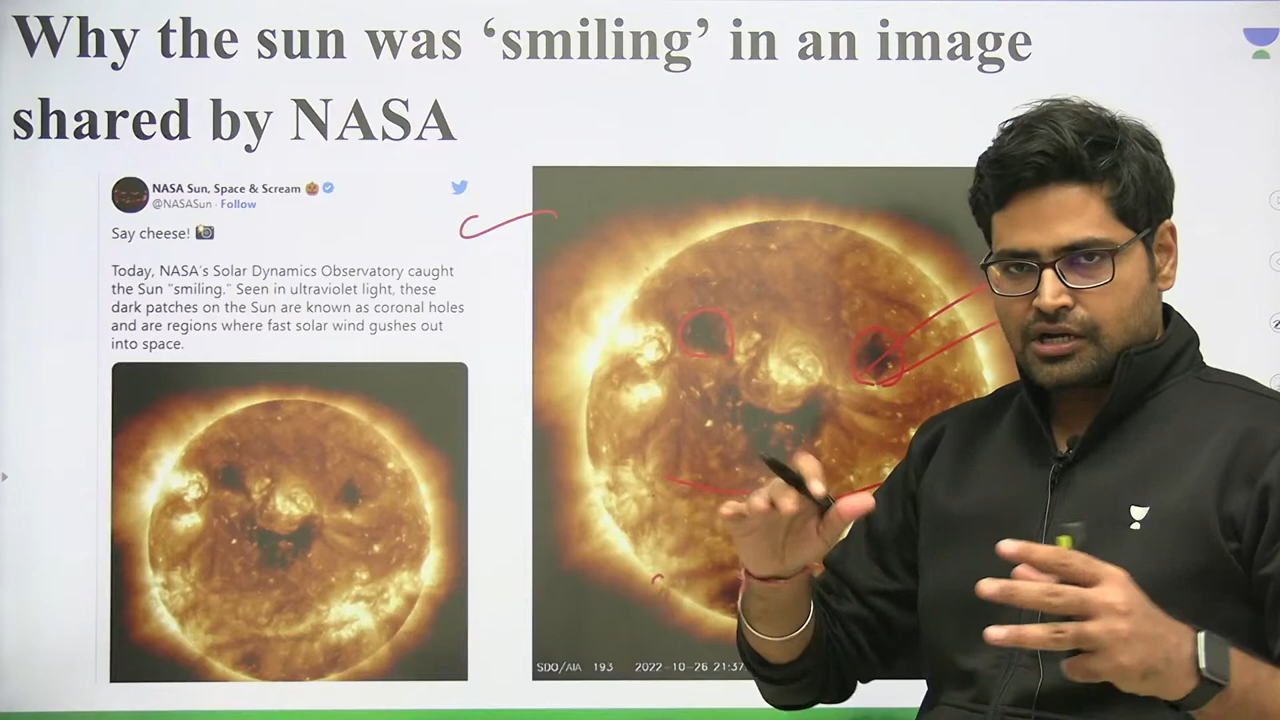 Why the sun was ‘smiling’ in an image
shared by NASA
NASA Sun, Space & Scream 🎃
@NASASun · Follow
Say cheese! 📸
Today, NASA's Solar Dynamics Observatory caught
the Sun "smiling." Seen in ultraviolet light, these
dark patches on the Sun are known as coronal holes
and are regions where fast solar wind gushes out
into space.
SDO/AIA 193 2022-10-26 21:37